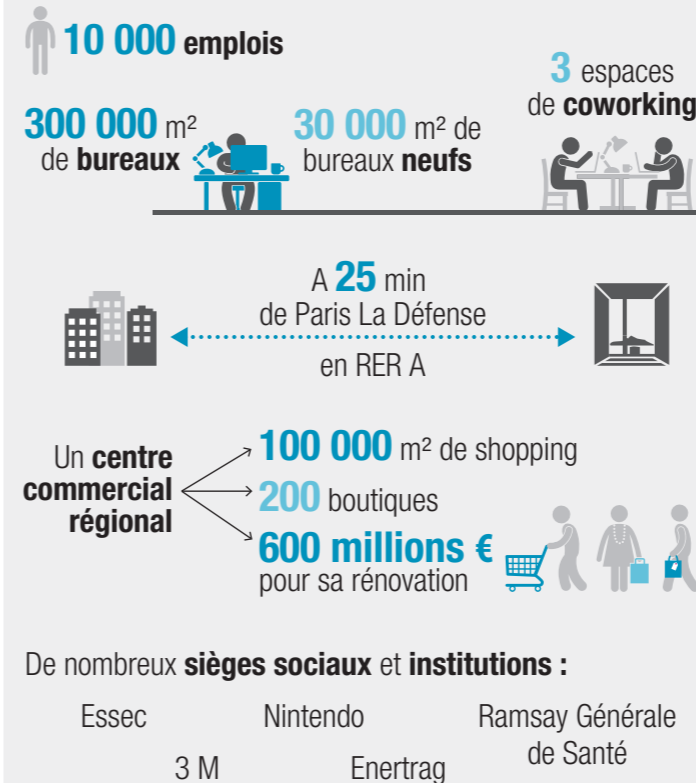 10 000 emplois
3 espaces
de coworking
300 000 m²
de bureaux
30 000 m² de
bureaux neufs
A 25 min
de Paris La Défense
en RER A
Un centre
commercial
régional
100 000 m² de shopping
200 boutiques
600 millions €
pour sa rénovation
De nombreux sièges sociaux et institutions :
Essec
Nintendo
Ramsay Générale
de Santé
3 M
Enertrag